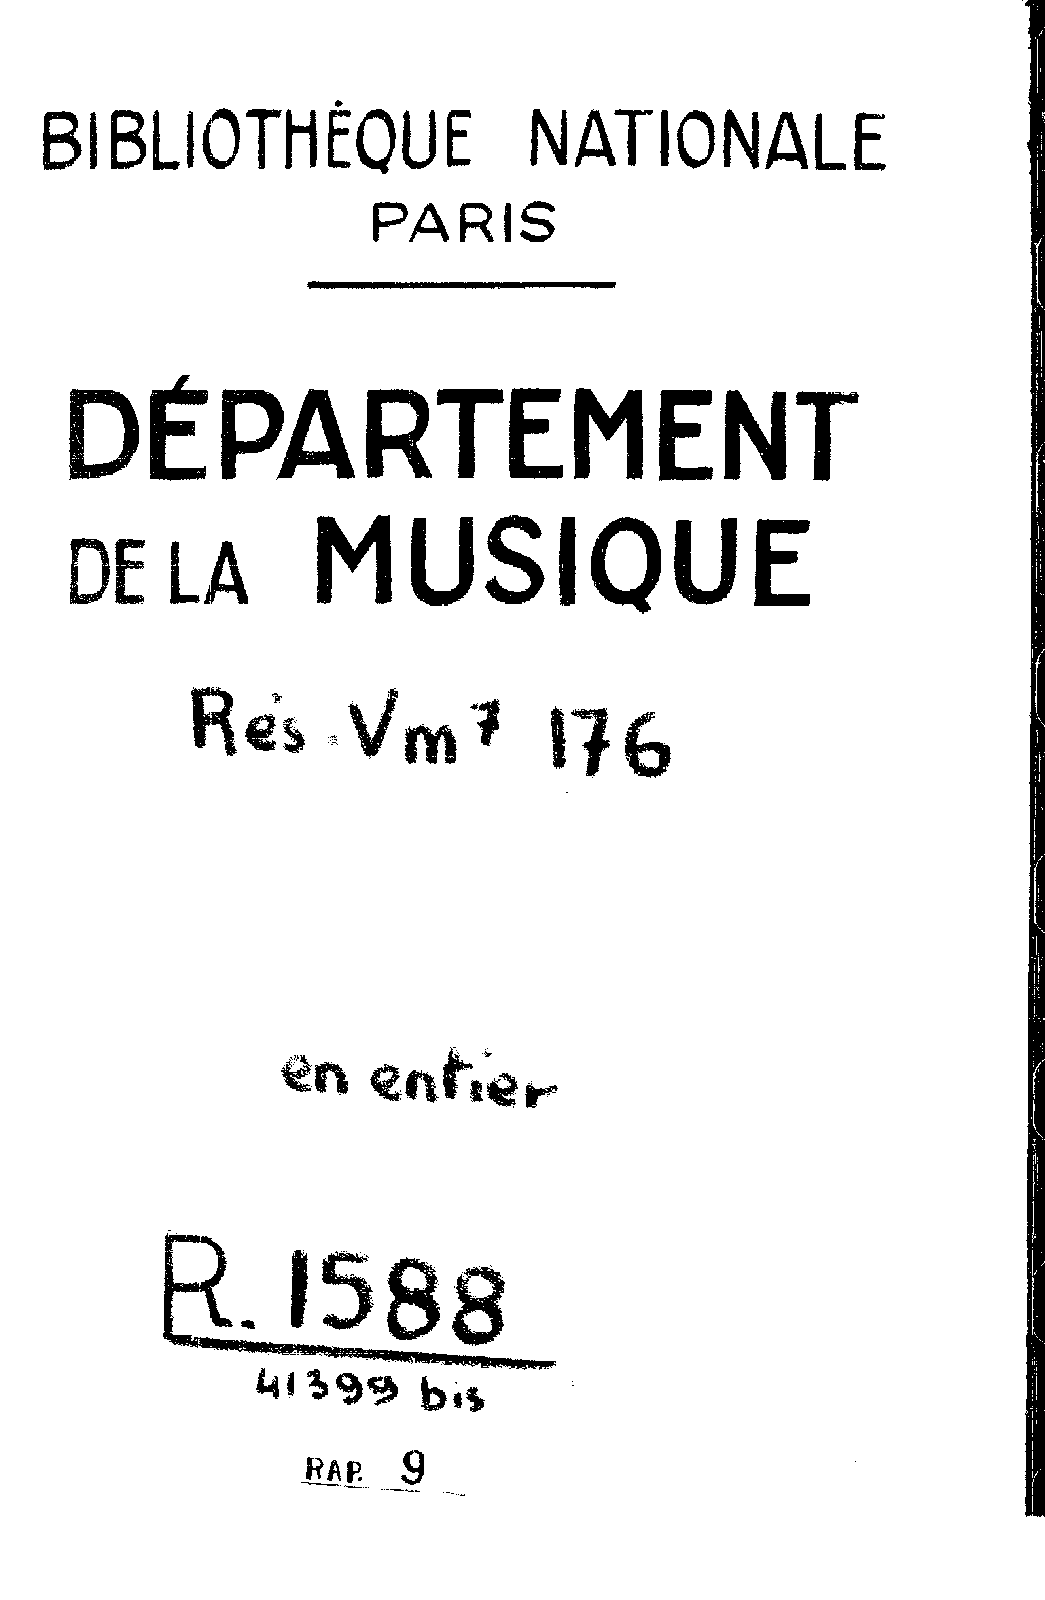 BIBLIOTHÈQUE NATIONALE
PARIS
DÉPARTEMENT
DE LA MUSIQUE
Rés. Vm⁷ 176
en entier
R. 1588
41399 bis
RAP. 9